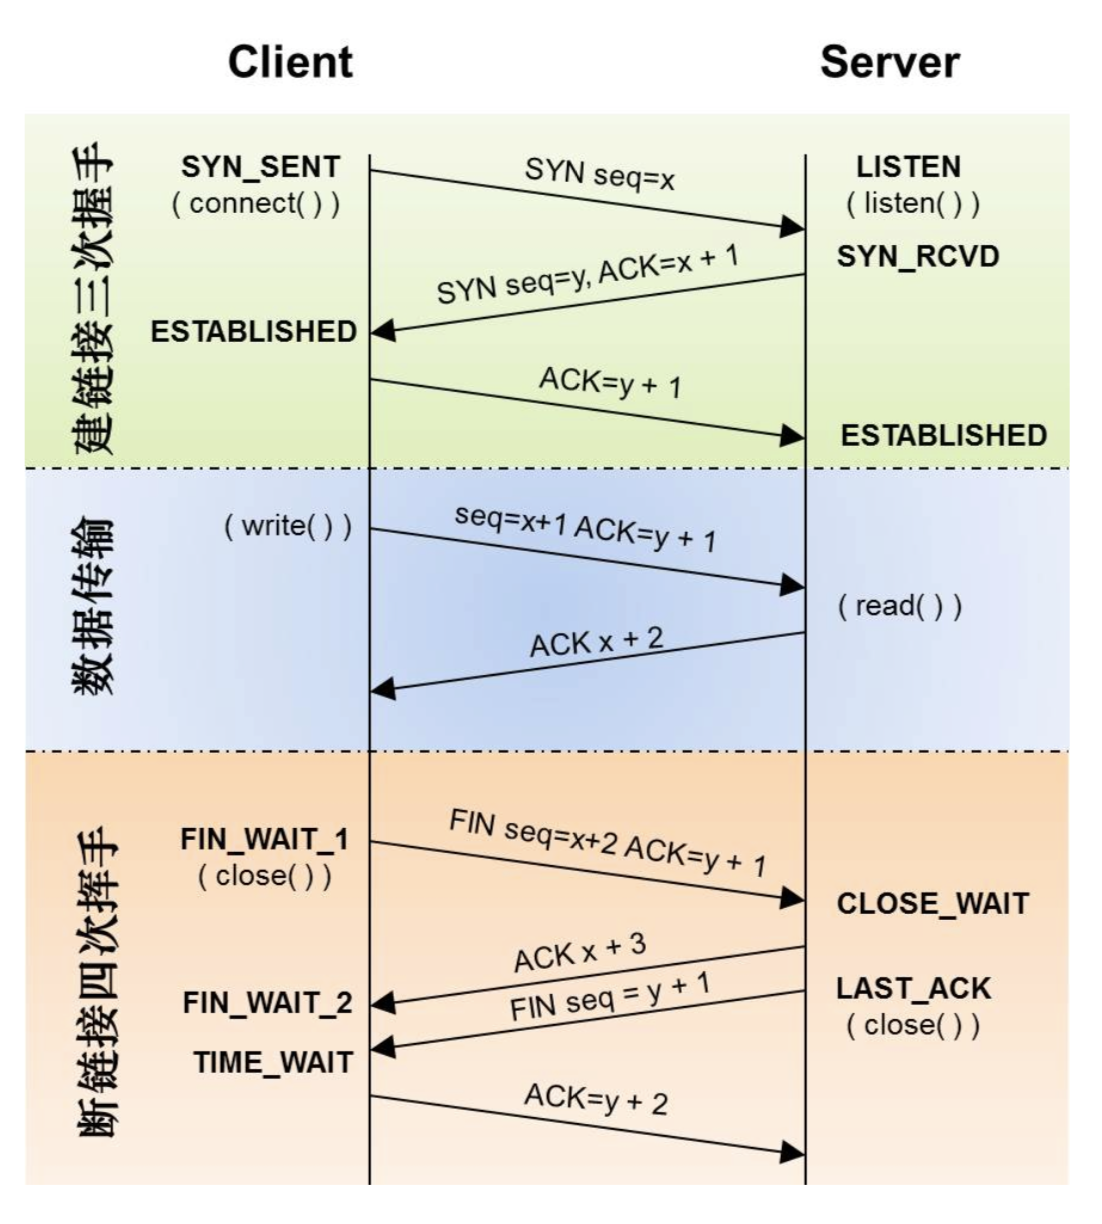 Client
Server
建链接三次握手
SYN_SENT
( connect( ) )
SYN seq=x
LISTEN
( listen( ) )
SYN_RCVD
SYN seq=y, ACK=x + 1
ESTABLISHED
ACK=y + 1
ESTABLISHED
数据传输
( write( ) )
seq=x+1 ACK=y + 1
( read( ) )
ACK x + 2
断链接四次挥手
FIN_WAIT_1
( close( ) )
FIN seq=x+2 ACK=y + 1
CLOSE_WAIT
ACK x + 3
FIN_WAIT_2
FIN seq = y + 1
LAST_ACK
( close( ) )
TIME_WAIT
ACK=y + 2